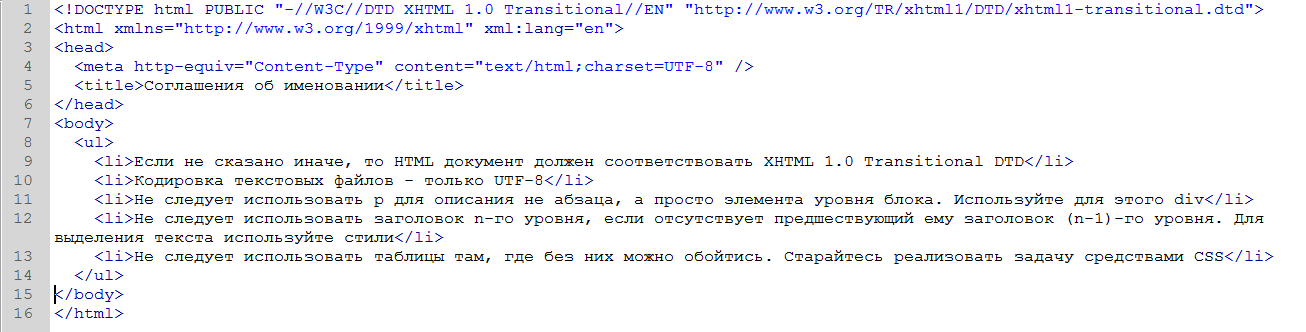 1 <!DOCTYPE html PUBLIC "-//W3C//DTD XHTML 1.0 Transitional//EN" "http://www.w3.org/TR/xhtml1/DTD/xhtml1-transitional.dtd">
2 <html xmlns="http://www.w3.org/1999/xhtml" xml:lang="en">
3 <head>
4   <meta http-equiv="Content-Type" content="text/html;charset=UTF-8" />
5   <title>Соглашения об именовании</title>
6 </head>
7 <body>
8   <ul>
9     <li>Если не сказано иначе, то HTML документ должен соответствовать XHTML 1.0 Transitional DTD</li>
10     <li>Кодировка текстовых файлов - только UTF-8</li>
11     <li>Не следует использовать p для описания не абзаца, а просто элемента уровня блока. Используйте для этого div</li>
12     <li>Не следует использовать заголовок n-го уровня, если отсутствует предшествующий ему заголовок (n-1)-го уровня. Для
выделения текста используйте стили</li>
13     <li>Не следует использовать таблицы там, где без них можно обойтись. Старайтесь реализовать задачу средствами CSS</li>
14   </ul>
15 </body>
16 </html>